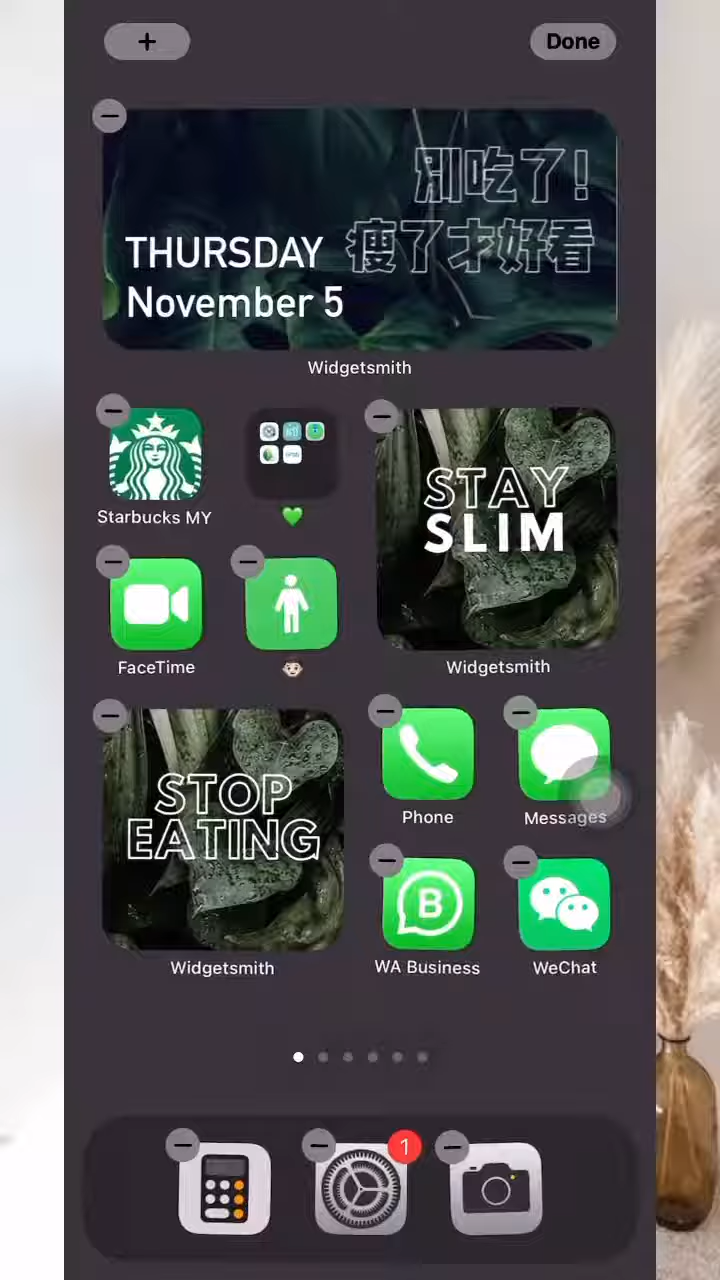 +
Done
别吃了!
瘦了才好看
THURSDAY
November 5
Widgetsmith
STAY
SLIM
Starbucks MY
💚
FaceTime
👦🏻
Widgetsmith
STOP
EATING
Phone
Messages
B
Widgetsmith
WA Business
WeChat
1